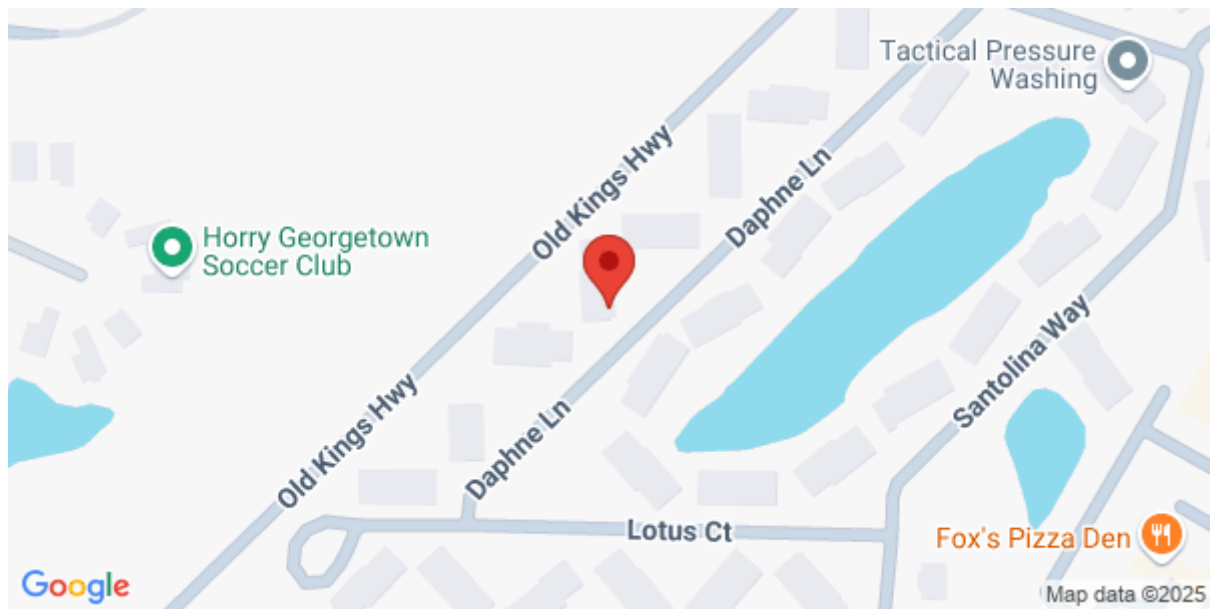 Tactical Pressure
Washing
Old Kings Hwy
Daphne Ln
Horry Georgetown
Soccer Club
Santolina Way
Old Kings Hwy
Daphne Ln
Lotus Ct
Fox's Pizza Den
Google
Map data ©2025